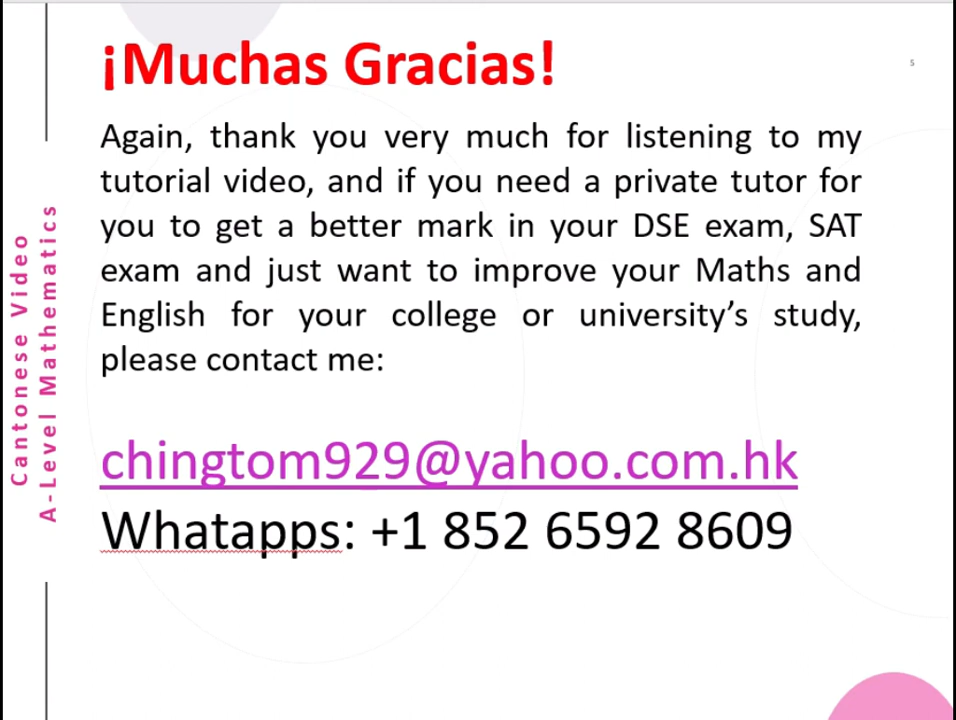 ¡Muchas Gracias!
5
Again, thank you very much for listening to my
tutorial video, and if you need a private tutor for
you to get a better mark in your DSE exam, SAT
exam and just want to improve your Maths and
English for your college or university’s study,
please contact me:
chingtom929@yahoo.com.hk
Whatapps: +1 852 6592 8609
Cantonese Video
A-Level Mathematics